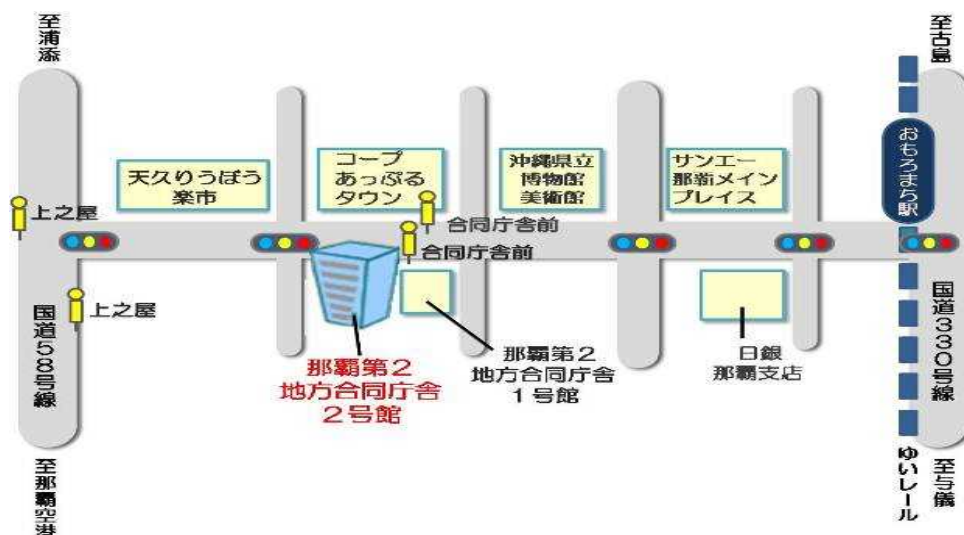 至浦添
至古島
おもろまち駅
天久りうぼう
楽市
コープ
あっぷる
タウン
沖縄県立
博物館
美術館
サンエー
那覇メイン
プレイス
上之屋
合同庁舎前
合同庁舎前
上之屋
国道58号線
国道330号線
那覇第2
地方合同庁舎
2号館
那覇第2
地方合同庁舎
1号館
日銀
那覇支店
至那覇空港
ゆいレール
至与儀